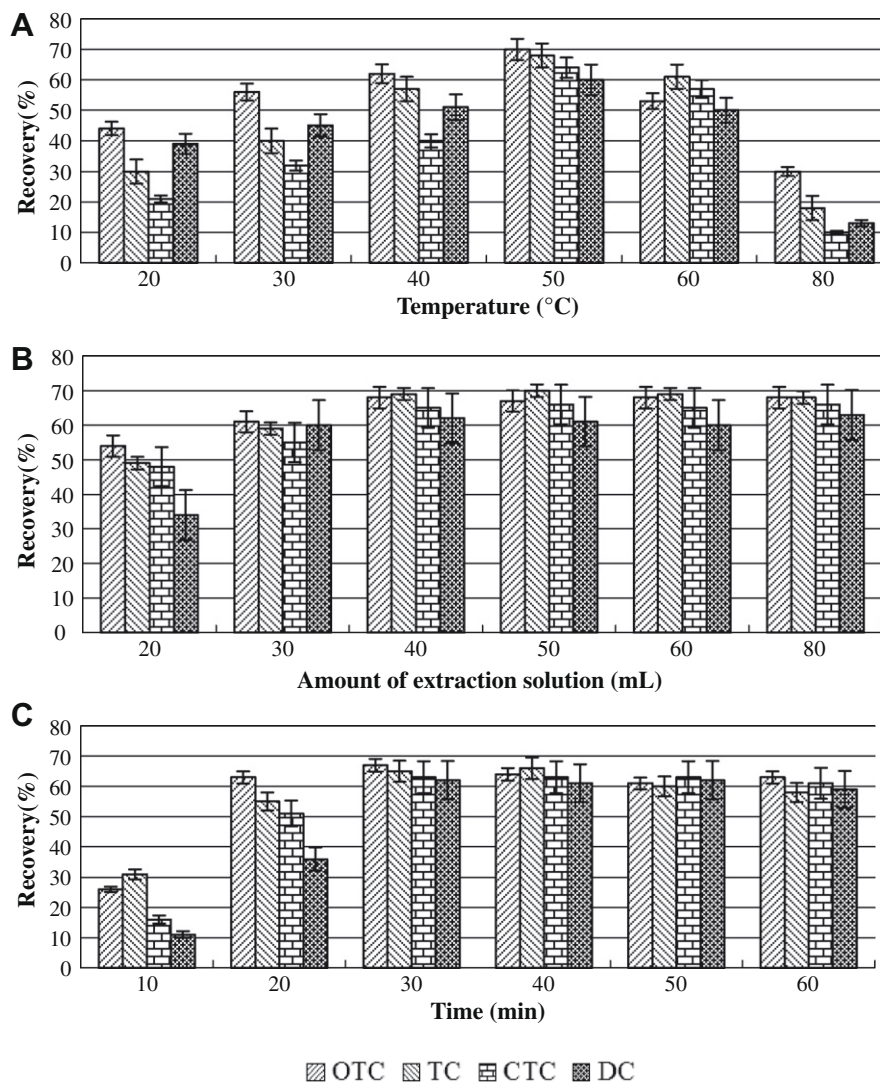 A
80
70
60
50
40
30
20
10
0
Recovery(%)
20 30 40 50 60 80
Temperature (°C)
B
80
70
60
50
40
30
20
10
0
Recovery(%)
20 30 40 50 60 80
Amount of extraction solution (mL)
C
80
70
60
50
40
30
20
10
0
Recovery(%)
10 20 30 40 50 60
Time (min)
OTC TC CTC DC